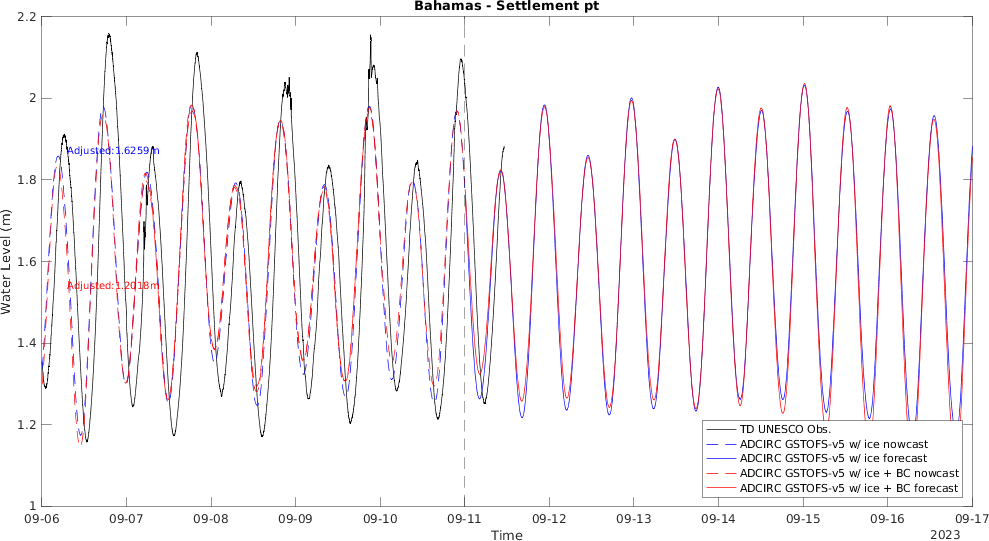 Bahamas - Settlement pt
2.2
2
1.8
1.6
1.4
1.2
1
Water Level (m)
Adjusted:1.6259m
Adjusted:1.2018m
TD UNESCO Obs.
ADCIRC GSTOFS-v5 w/ ice nowcast
ADCIRC GSTOFS-v5 w/ ice forecast
ADCIRC GSTOFS-v5 w/ ice + BC nowcast
ADCIRC GSTOFS-v5 w/ ice + BC forecast
09-06 09-07 09-08 09-09 09-10 09-11 09-12 09-13 09-14 09-15 09-16 09-17
Time
2023